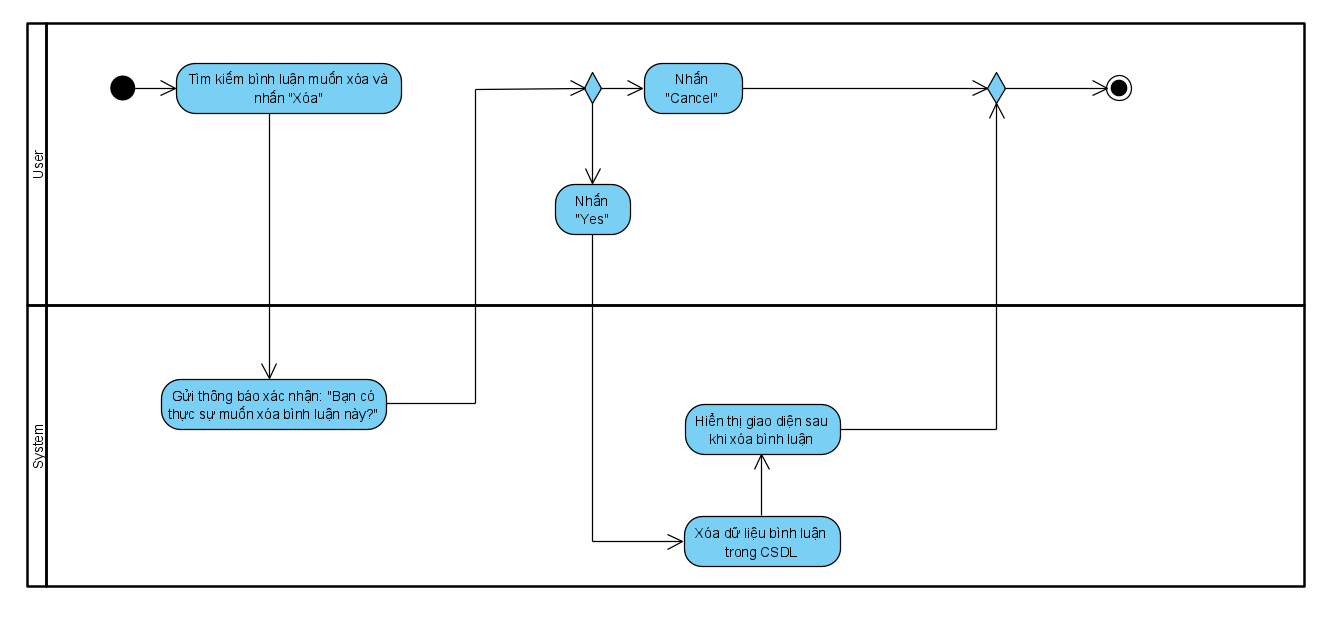 User
Tìm kiếm bình luận muốn xóa và
nhấn "Xóa"
Nhấn
"Cancel"
Nhấn
"Yes"
System
Gửi thông báo xác nhận: "Bạn có
thực sự muốn xóa bình luận này?"
Hiển thị giao diện sau
khi xóa bình luận
Xóa dữ liệu bình luận
trong CSDL